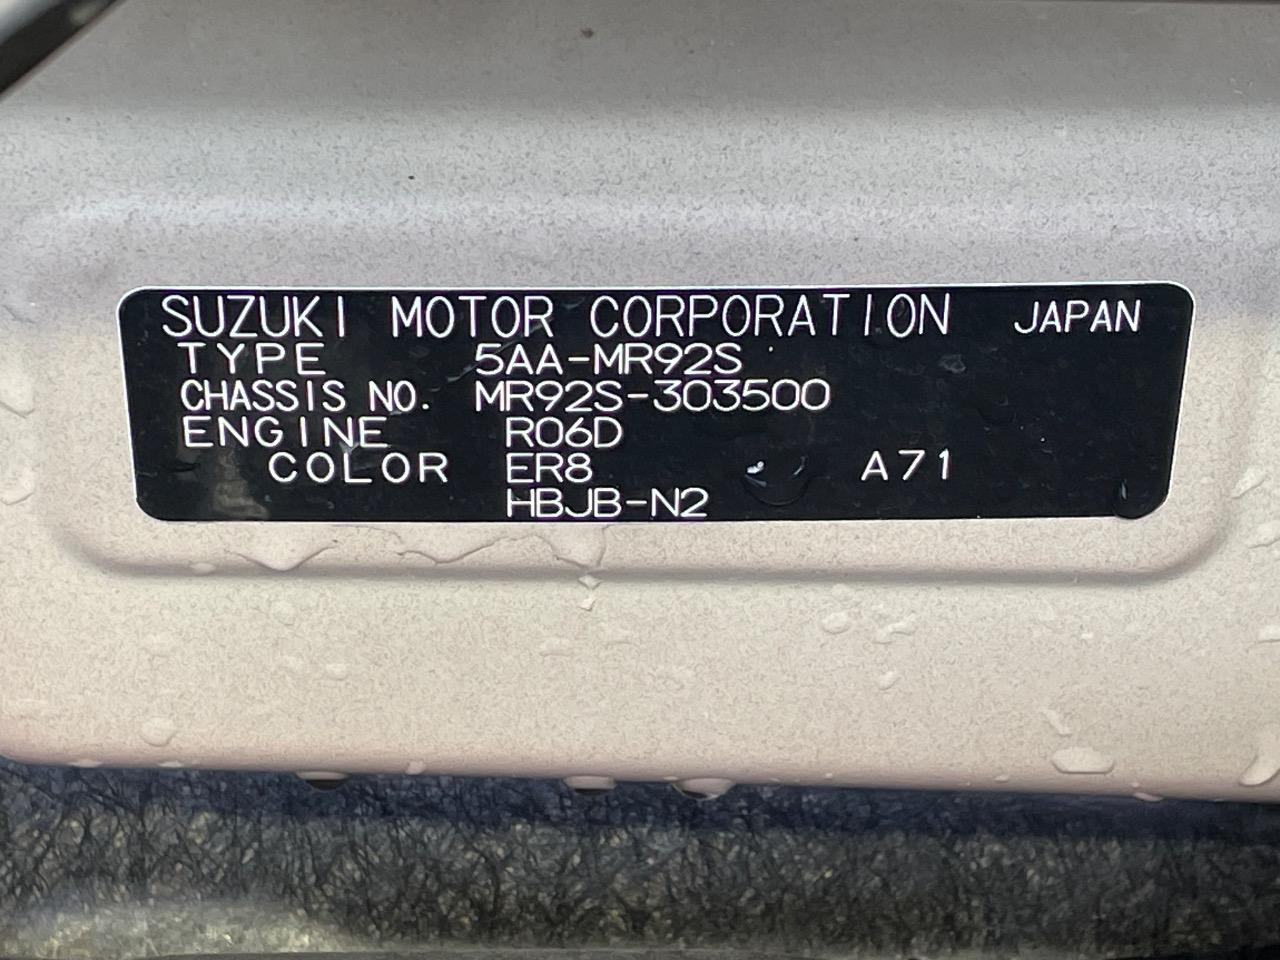 SUZUKI MOTOR CORPORATION JAPAN
TYPE 5AA-MR92S
CHASSIS NO. MR92S-303500
ENGINE R06D
COLOR ER8 A71
HBJB-N2